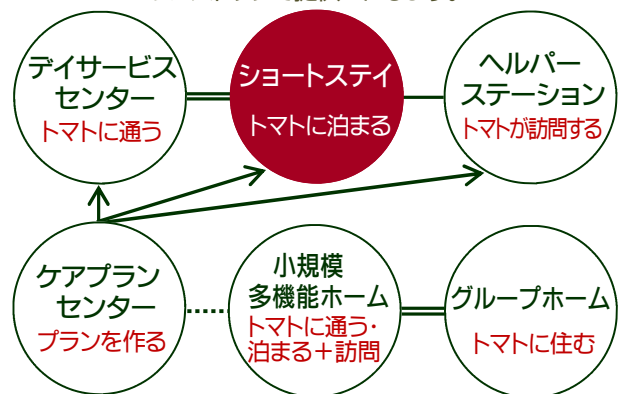 デイサービス
センター
トマトに通う
ショートステイ
トマトに泊まる
ヘルパー
ステーション
トマトが訪問する
ケアプラン
センター
プランを作る
小規模
多機能ホーム
トマトに通う・
泊まる＋訪問
グループホーム
トマトに住む